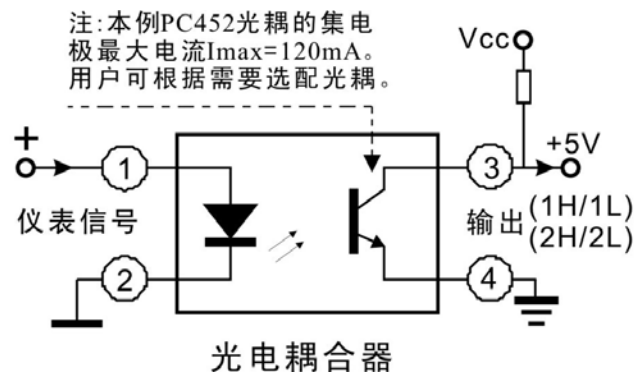 注:本例PC452光耦的集电
极最大电流Imax=120mA。
用户可根据需要选配光耦。
Vcc
+
1
3
+5V
仪表信号
输出(1H/1L)
(2H/2L)
2
4
光电耦合器